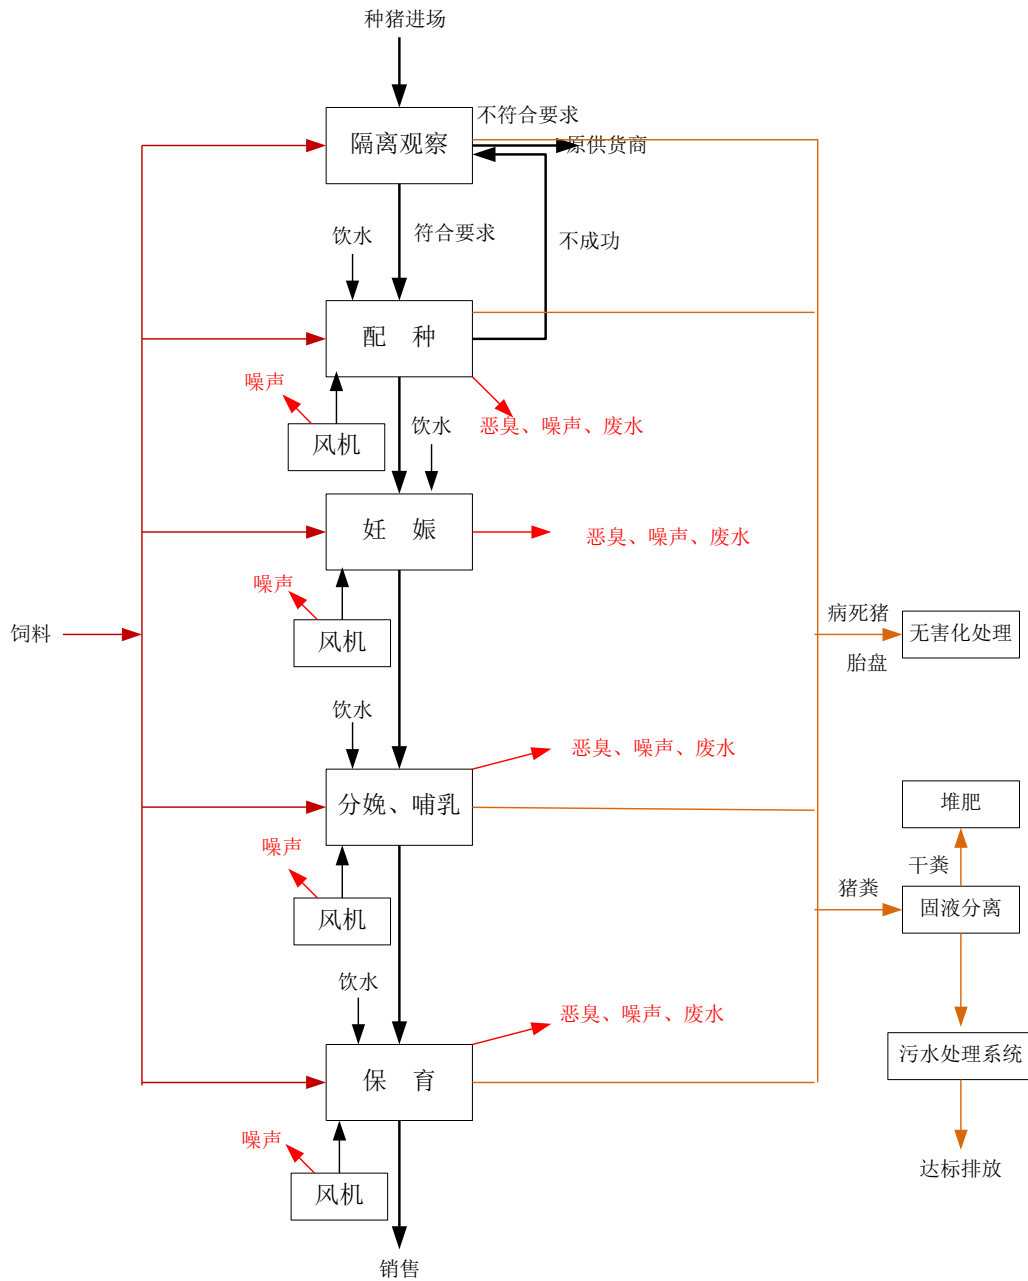 种猪进场
不符合要求
隔离观察
原供货商
饮水
符合要求
不成功
配 种
噪声
恶臭、噪声、废水
饮水
风机
妊 娠
恶臭、噪声、废水
噪声
病死猪
饲料
风机
无害化处理
胎盘
饮水
恶臭、噪声、废水
分娩、哺乳
堆肥
噪声
干粪
猪粪
固液分离
风机
饮水
恶臭、噪声、废水
污水处理系统
保 育
噪声
达标排放
风机
销售